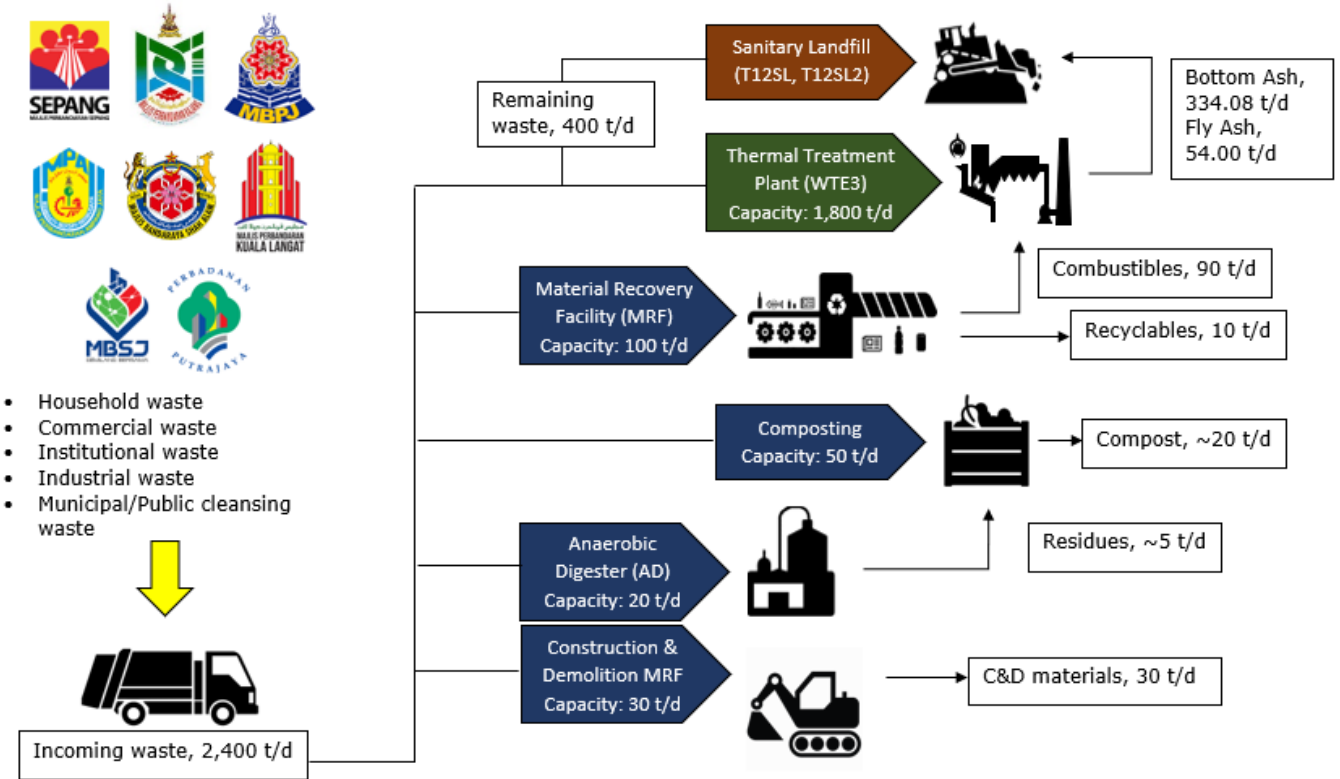 SEPANG
MAJLIS PERBANDARAN SEPANG
MBPJ
MPAJ
MAJLIS BANDARAYA SHAH ALAM
MAJLIS PERBANDARAN
KUALA LANGAT
MBSJ
PERBADANAN
PUTRAJAYA
• Household waste
• Commercial waste
• Institutional waste
• Industrial waste
• Municipal/Public cleansing
waste
Incoming waste, 2,400 t/d
Remaining
waste, 400 t/d
Sanitary Landfill
(T12SL, T12SL2)
Bottom Ash,
334.08 t/d
Fly Ash,
54.00 t/d
Thermal Treatment
Plant (WTE3)
Capacity: 1,800 t/d
Material Recovery
Facility (MRF)
Capacity: 100 t/d
Combustibles, 90 t/d
Recyclables, 10 t/d
Composting
Capacity: 50 t/d
Compost, ~20 t/d
Anaerobic
Digester (AD)
Capacity: 20 t/d
Residues, ~5 t/d
Construction &
Demolition MRF
Capacity: 30 t/d
C&D materials, 30 t/d